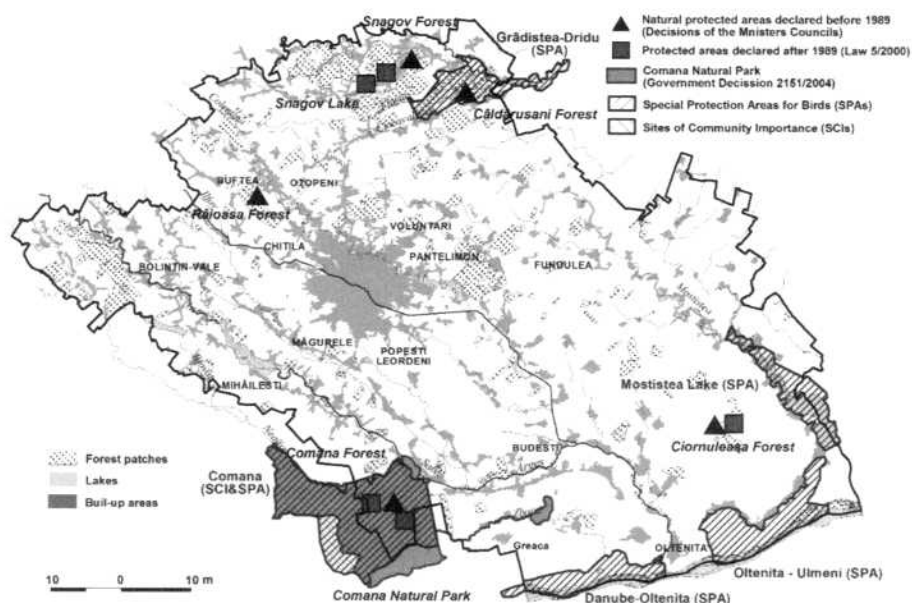 Snagov Forest
Grădistea-Dridu
(SPA)
Natural protected areas declared before 1989
(Decisions of the Mnisters Councils)
Protected areas declared after 1989 (Law 5/2000)
Comana Natural Park
(Government Decission 2151/2004)
Special Protection Areas for Birds (SPAs)
Sites of Community Importance (SCIs)
Snagov Lake
Căldărusani Forest
BUFTEA
OTOPENI
Râioasa Forest
VOLUNTARI
CHITILA
PANTELIMON
FUNDULEA
BOLINTIN-VALE
MĂGURELE
POPESTI
LEORDENI
MIHĂILESTI
Mostistea Lake (SPA)
Ciornuleasa Forest
BUDESTI
Comana Forest
Forest patches
Lakes
Buil-up areas
Comana
(SCI&SPA)
Greaca
OLTENITA
Oltenita - Ulmeni (SPA)
Danube-Oltenita (SPA)
Comana Natural Park
10 0 10 m